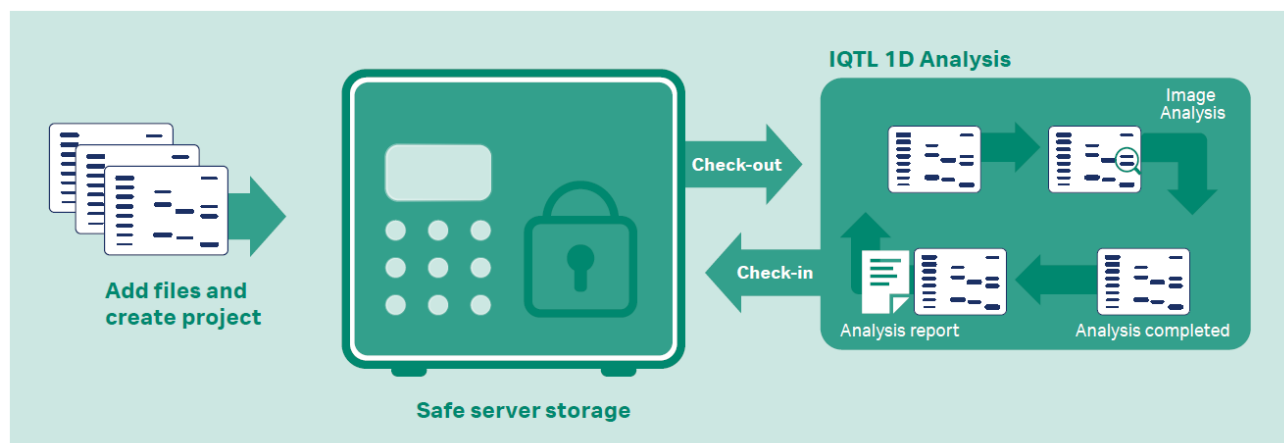 Add files and
create project
Safe server storage
Check-out
Check-in
IQTL 1D Analysis
Image
Analysis
Analysis report
Analysis completed